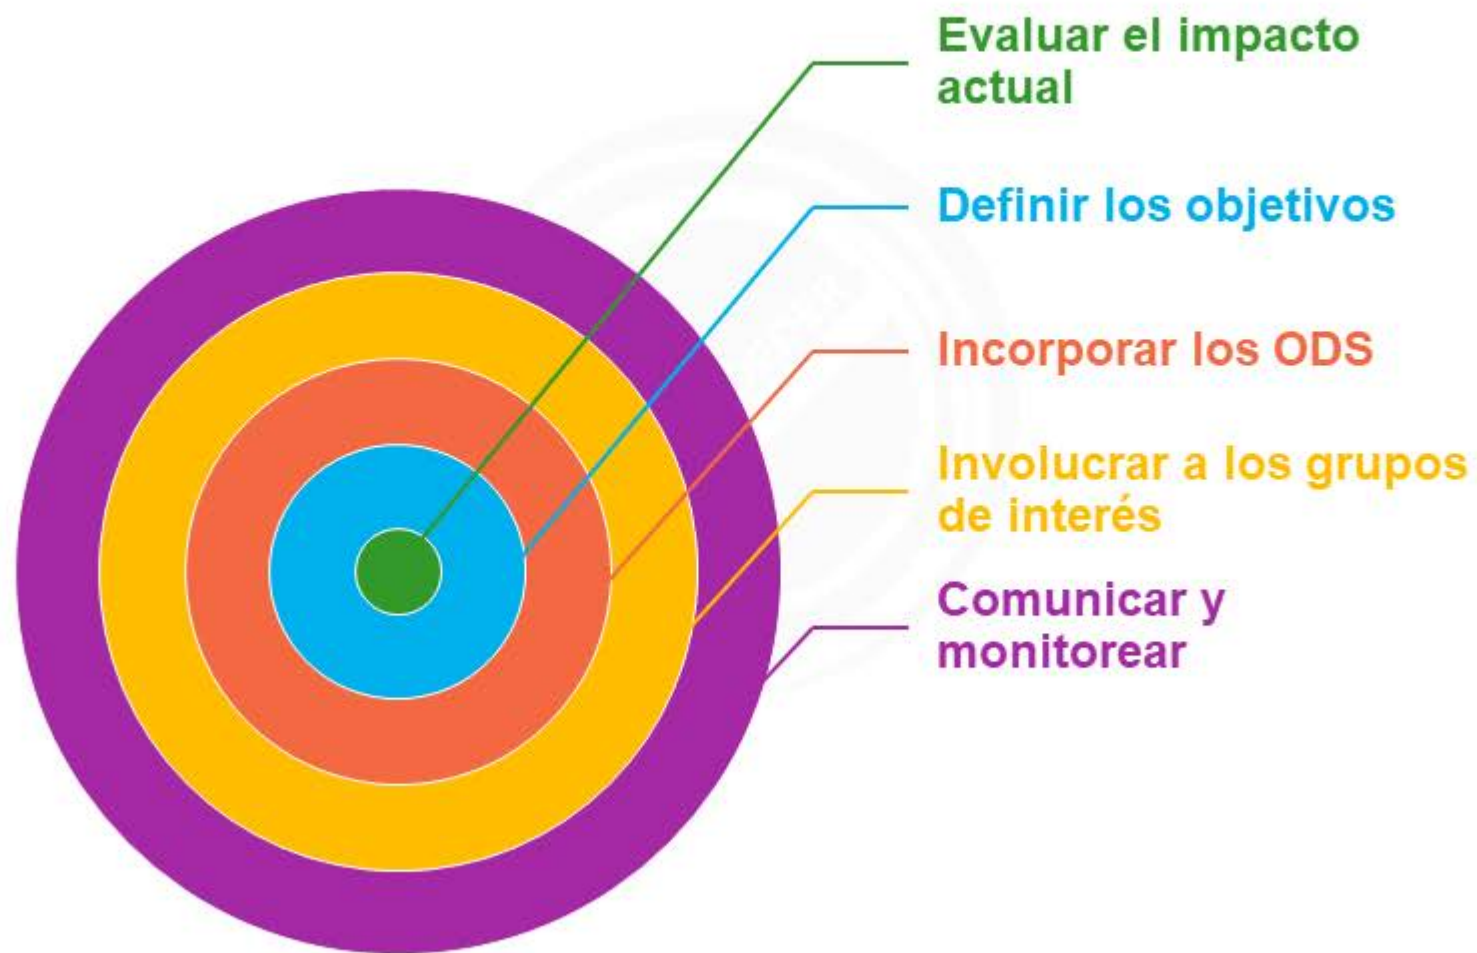 Evaluar el impacto
actual
Definir los objetivos
Incorporar los ODS
Involucrar a los grupos
de interés
Comunicar y
monitorear